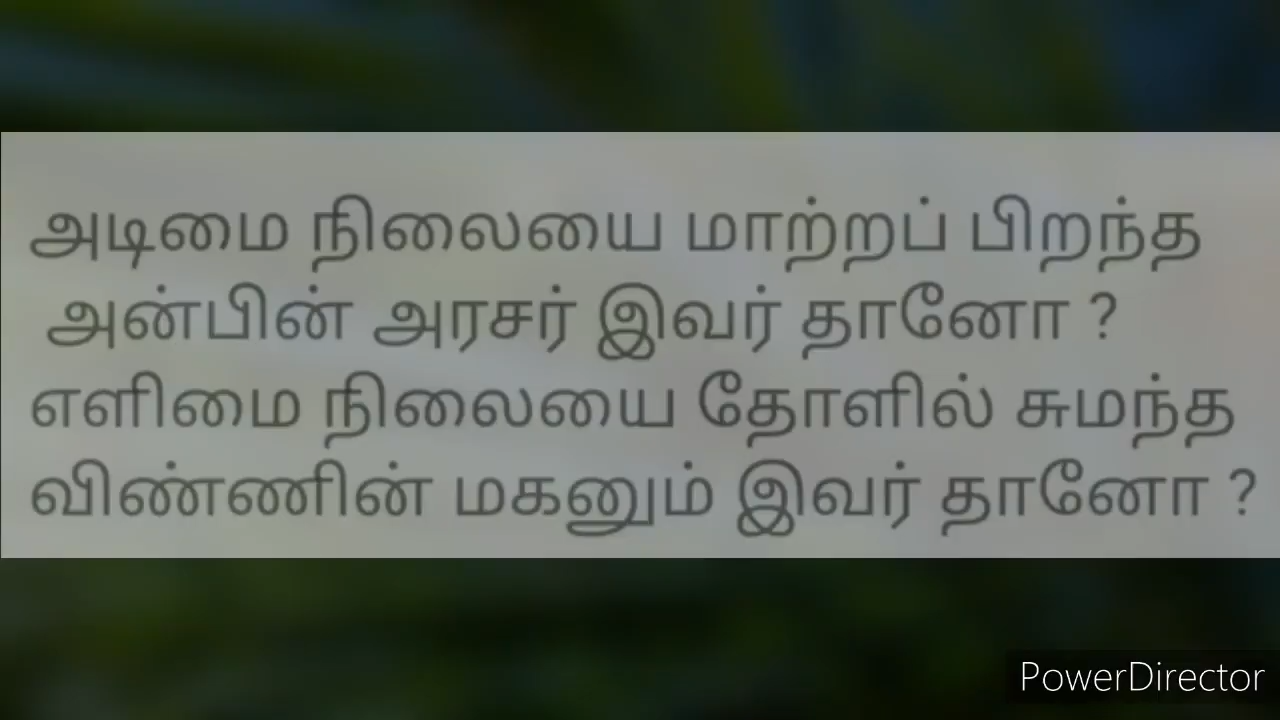 அடிமை நிலையை மாற்றப் பிறந்த
அன்பின் அரசர் இவர் தானோ ?
எளிமை நிலையை தோளில் சுமந்த
விண்ணின் மகனும் இவர் தானோ ?
PowerDirector